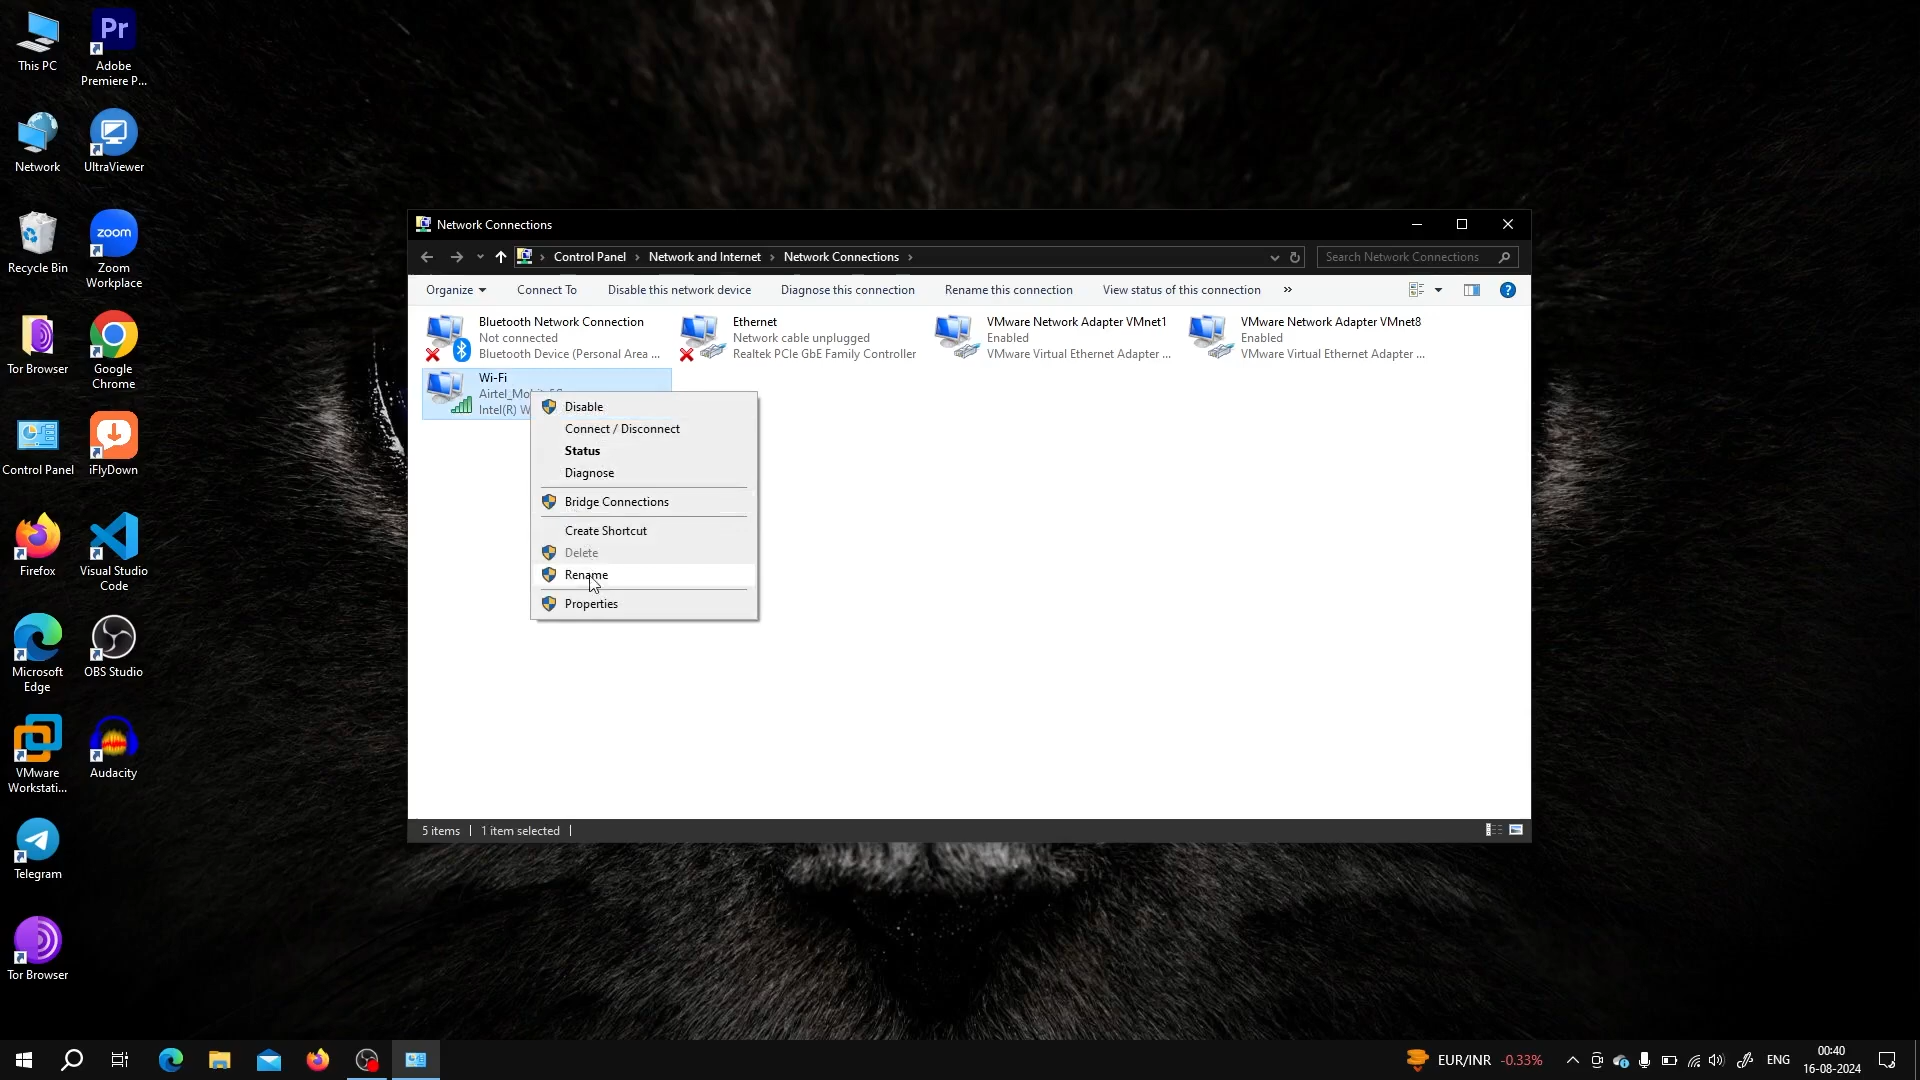 This PC
Adobe
Premiere P...
Network
UltraViewer
Recycle Bin
zoom
Zoom
Workplace
Tor Browser
Google
Chrome
Control Panel
iFlyDown
Firefox
Visual Studio
Code
Microsoft
Edge
OBS Studio
VMware
Workstati...
Audacity
Telegram
Tor Browser
Pr
Network Connections
Control Panel
Network and Internet
Network Connections
Search Network Connections
Organize
Connect To
Disable this network device
Diagnose this connection
Rename this connection
View status of this connection
»
Bluetooth Network Connection
Not connected
Bluetooth Device (Personal Area ...
Ethernet
Network cable unplugged
Realtek PCIe GbE Family Controller
VMware Network Adapter VMnet1
Enabled
VMware Virtual Ethernet Adapter ...
VMware Network Adapter VMnet8
Enabled
VMware Virtual Ethernet Adapter ...
Wi-Fi
Intel(R) W
Disable
Connect / Disconnect
Status
Diagnose
Bridge Connections
Create Shortcut
Delete
Rename
Properties
5 items
1 item selected
EUR/INR -0.33%
ENG
00:40
16-08-2024